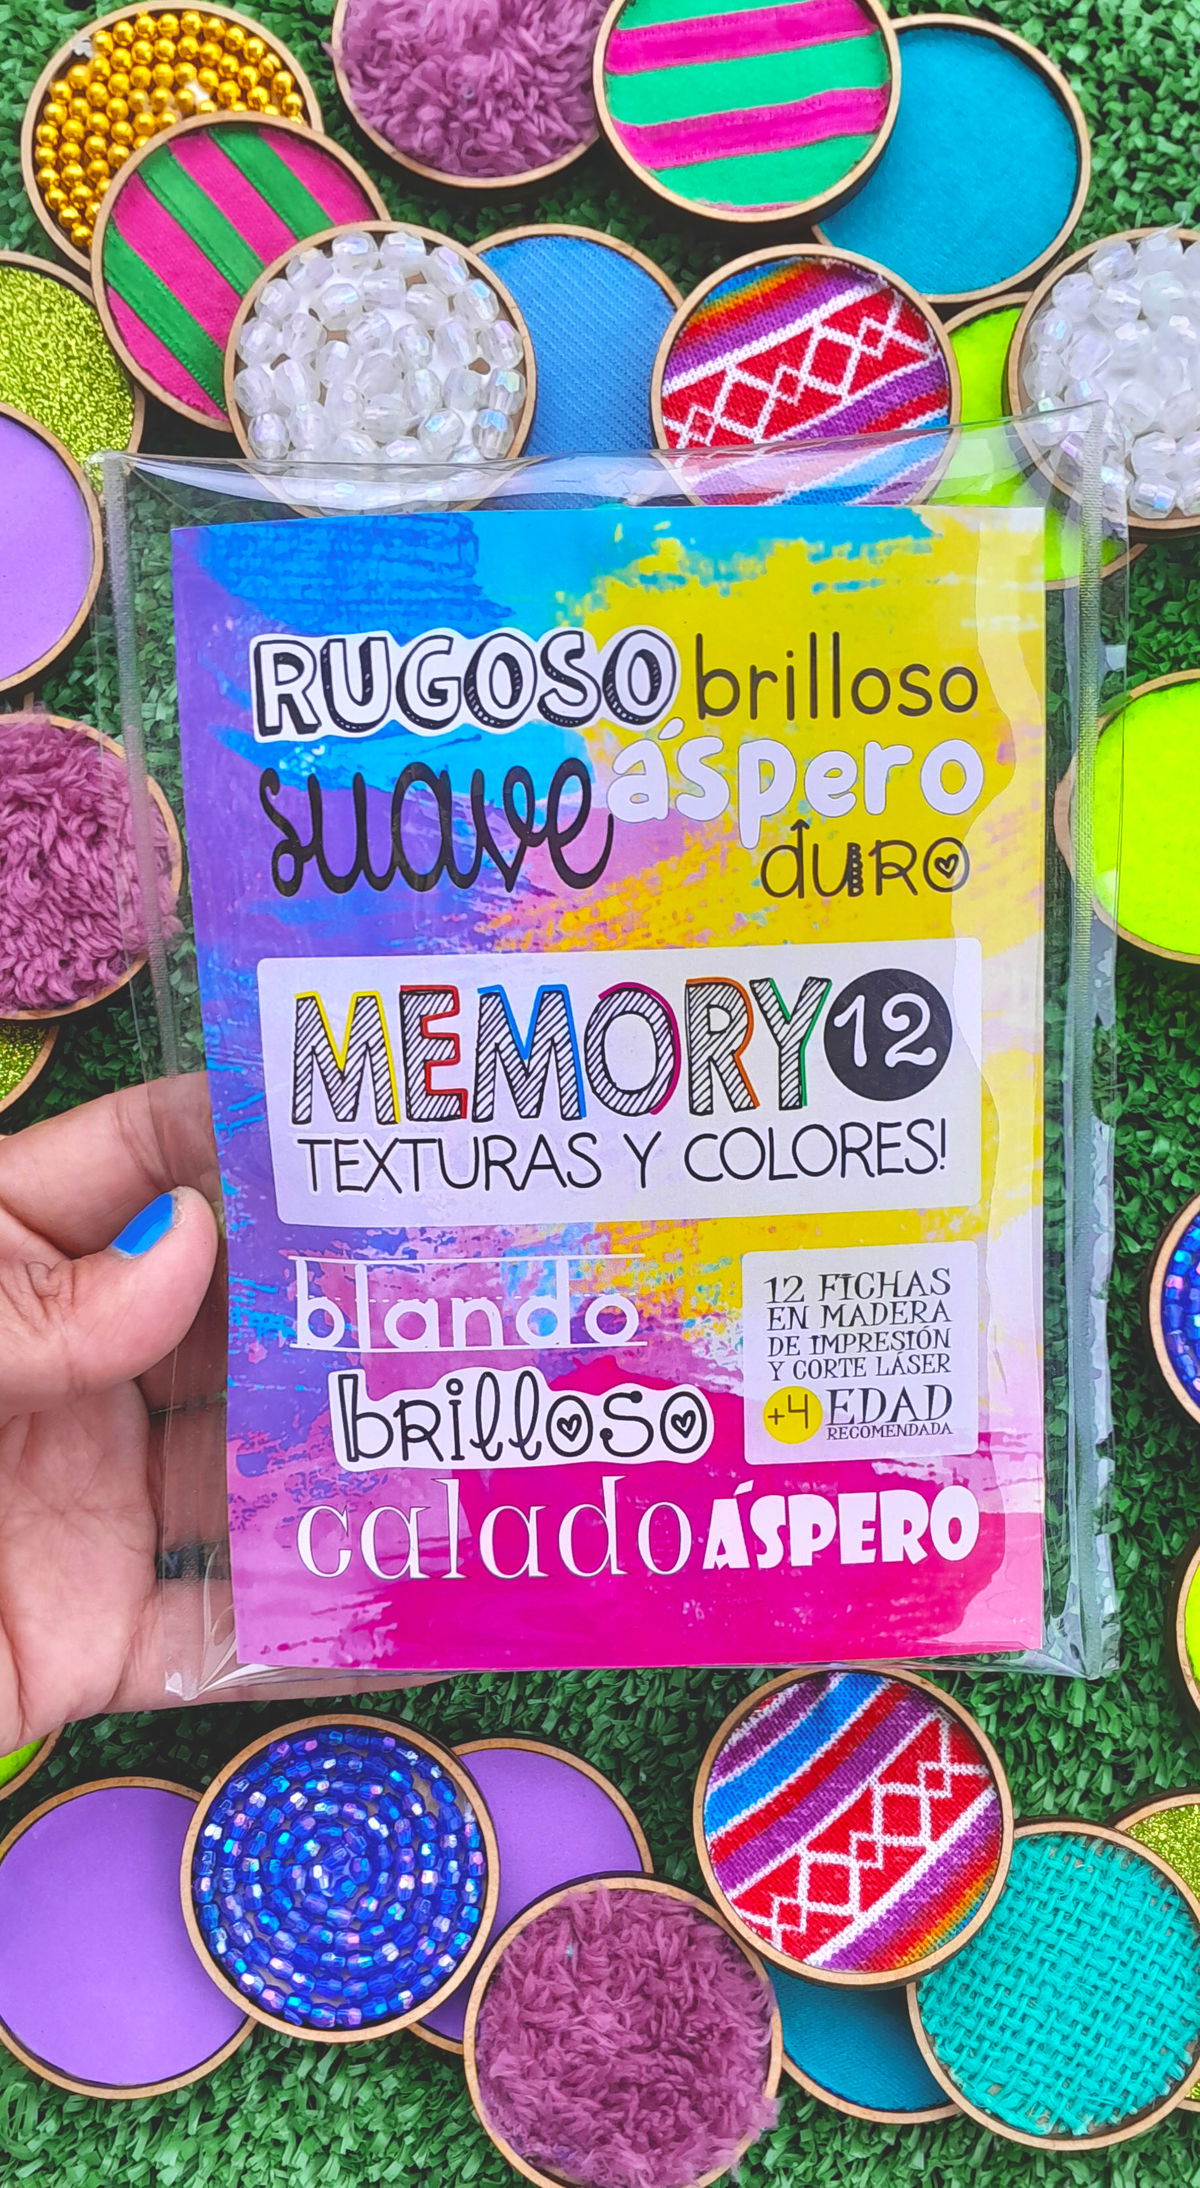 RUGOSO brilloso
suave áspero
duro
MEMORY 12
TEXTURAS Y COLORES!
blando
brilloso
calado ÁSPERO
12 FICHAS
EN MADERA
DE IMPRESIÓN
Y CORTE LÁSER
+4 EDAD
RECOMENDADA